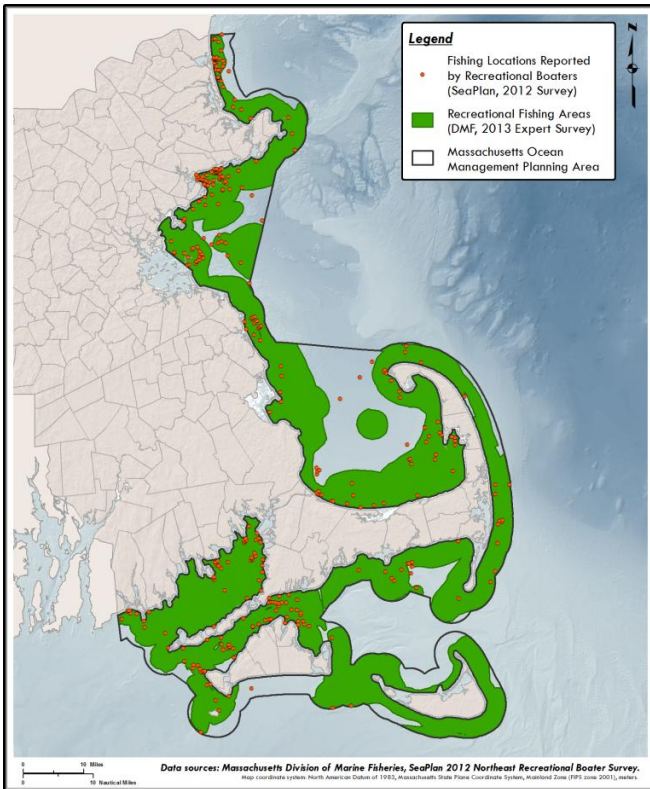 Legend
Fishing Locations Reported
by Recreational Boaters
(SeaPlan, 2012 Survey)
Recreational Fishing Areas
(DMF, 2013 Expert Survey)
Massachusetts Ocean
Management Planning Area
N
10 5 0 10 Miles
10 Nautical Miles
Data sources: Massachusetts Division of Marine Fisheries, SeaPlan 2012 Northeast Recreational Boater Survey.
Map coordinate system: North American Datum of 1983, Massachusetts State Plane Coordinate System, Mainland Zone (FIPS zone 2001), meters.